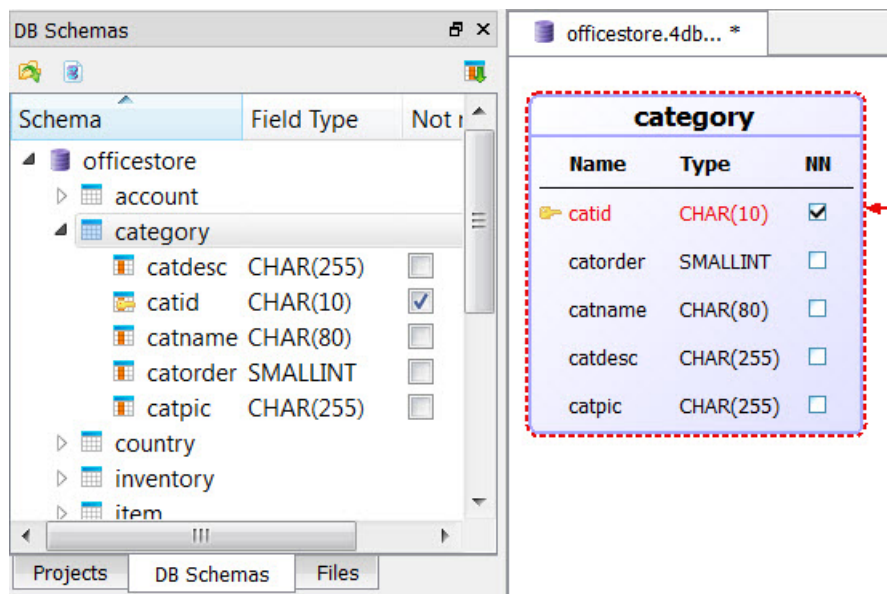 DB Schemas
Schema Field Type Not
officestore
account
category
catdesc CHAR(255)
catid CHAR(10)
catname CHAR(80)
catorder SMALLINT
catpic CHAR(255)
country
inventory
item
Projects DB Schemas Files
officestore.4db... *
category
Name Type NN
catid CHAR(10)
catorder SMALLINT
catname CHAR(80)
catdesc CHAR(255)
catpic CHAR(255)